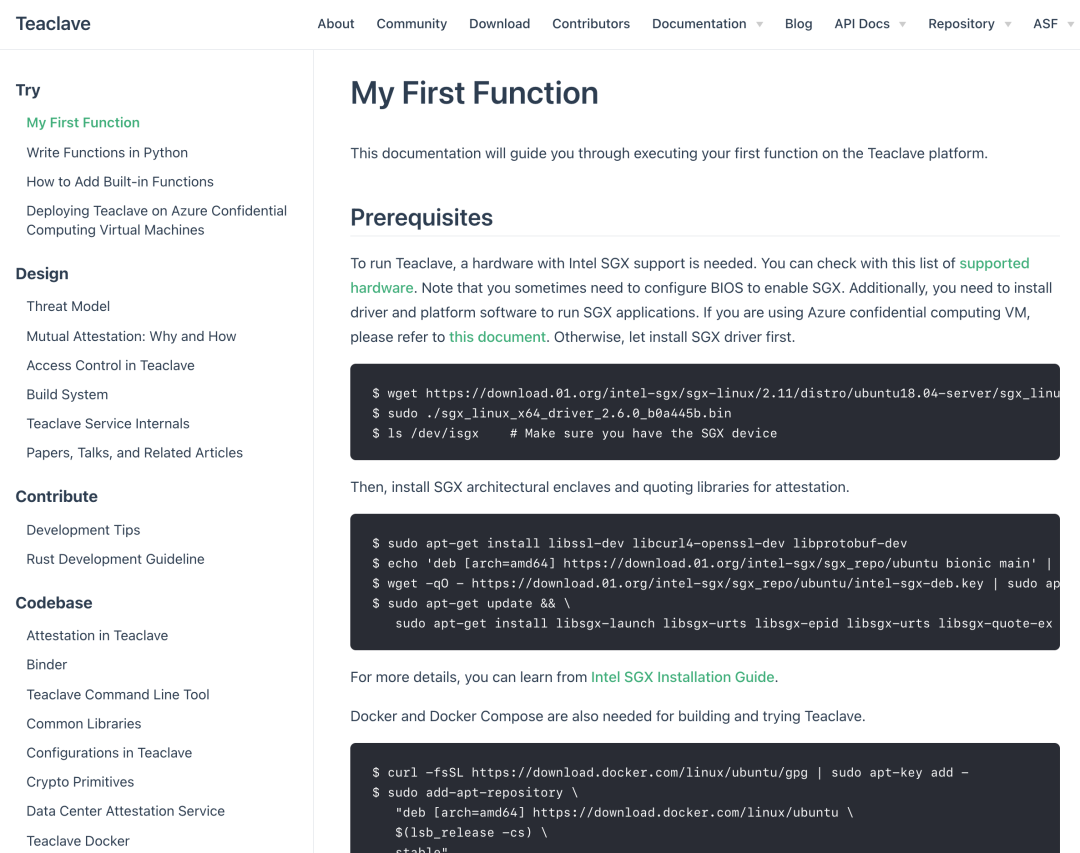 Teaclave
About Community Download Contributors Documentation Blog API Docs Repository ASF
Try
My First Function
Write Functions in Python
How to Add Built-in Functions
Deploying Teaclave on Azure Confidential
Computing Virtual Machines
Design
Threat Model
Mutual Attestation: Why and How
Access Control in Teaclave
Build System
Teaclave Service Internals
Papers, Talks, and Related Articles
Contribute
Development Tips
Rust Development Guideline
Codebase
Attestation in Teaclave
Binder
Teaclave Command Line Tool
Common Libraries
Configurations in Teaclave
Crypto Primitives
Data Center Attestation Service
Teaclave Docker
My First Function
This documentation will guide you through executing your first function on the Teaclave platform.
Prerequisites
To run Teaclave, a hardware with Intel SGX support is needed. You can check with this list of supported
hardware. Note that you sometimes need to configure BIOS to enable SGX. Additionally, you need to install
driver and platform software to run SGX applications. If you are using Azure confidential computing VM,
please refer to this document. Otherwise, let install SGX driver first.
$ wget https://download.01.org/intel-sgx/sgx-linux/2.11/distro/ubuntu18.04-server/sgx_linu
$ sudo ./sgx_linux_x64_driver_2.6.0_b0a445b.bin
$ ls /dev/isgx    # Make sure you have the SGX device
Then, install SGX architectural enclaves and quoting libraries for attestation.
$ sudo apt-get install libssl-dev libcurl4-openssl-dev libprotobuf-dev
$ echo 'deb [arch=amd64] https://download.01.org/intel-sgx/sgx_repo/ubuntu bionic main' |
$ wget -qO - https://download.01.org/intel-sgx/sgx_repo/ubuntu/intel-sgx-deb.key | sudo ap
$ sudo apt-get update && \
sudo apt-get install libsgx-launch libsgx-urts libsgx-epid libsgx-urts libsgx-quote-ex
For more details, you can learn from Intel SGX Installation Guide.
Docker and Docker Compose are also needed for building and trying Teaclave.
$ curl -fsSL https://download.docker.com/linux/ubuntu/gpg | sudo apt-key add -
$ sudo add-apt-repository \
"deb [arch=amd64] https://download.docker.com/linux/ubuntu \
$(lsb_release -cs) \
stable"